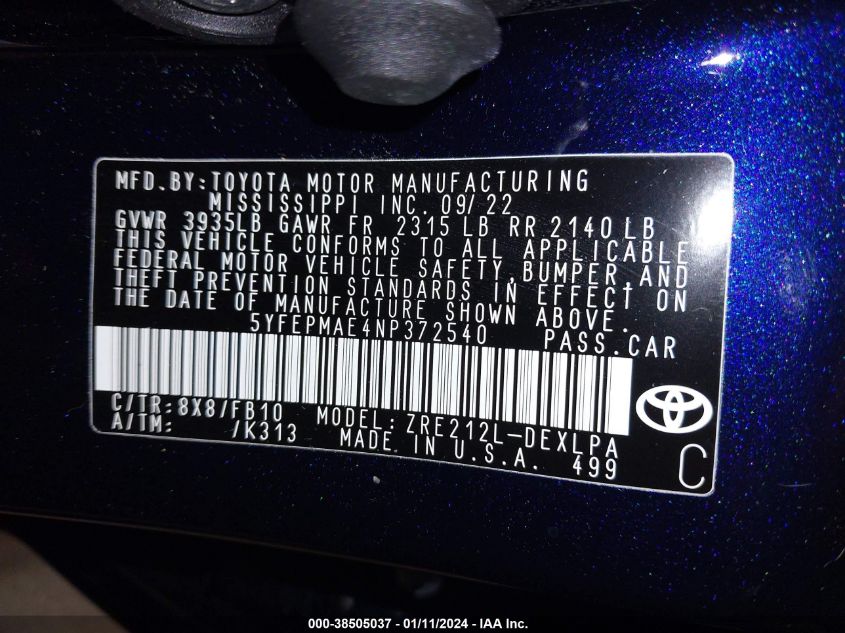 MFD.BY:TOYOTA MOTOR MANUFACTURING
MISSISSIPPI INC. 09/22
GVWR 3935LB GAWR FR 2315 LB RR 2140 LB
THIS VEHICLE CONFORMS TO ALL APPLICABLE
FEDERAL MOTOR VEHICLE SAFETY,BUMPER,AND
THEFT PREVENTION STANDARDS IN EFFECT ON
THE DATE OF MANUFACTURE SHOWN ABOVE.
5YFEPMAE4NP372540 PASS.CAR
C/TR:8X8/FB10 MODEL:ZRE212L-DEXLPA
A/TM: /K313 MADE IN U.S.A. 499
C
000-38505037 - 01/11/2024 - IAA Inc.